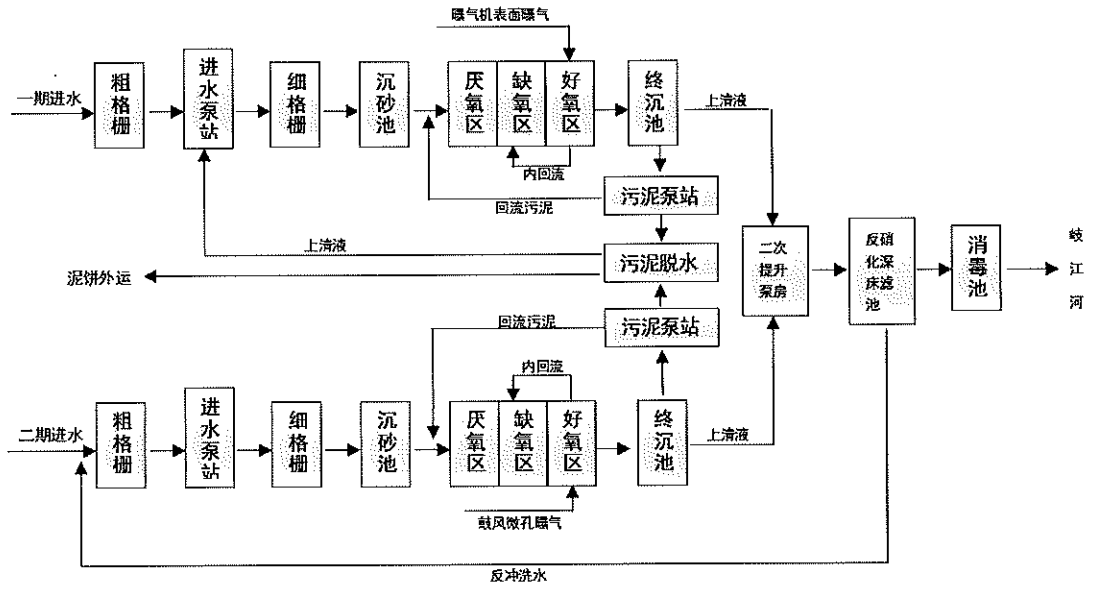 曝气机表面曝气
一期进水
粗格栅
进水泵站
细格栅
沉砂池
厌氧区
缺氧区
好氧区
终沉池
上清液
内回流
回流污泥
污泥泵站
上清液
污泥脱水
泥饼外运
二次
提升
泵房
反硝
化深
床滤
池
消毒池
岐江河
回流污泥
污泥泵站
内回流
二期进水
粗格栅
进水泵站
细格栅
沉砂池
厌氧区
缺氧区
好氧区
终沉池
上清液
鼓风微孔曝气
反冲洗水